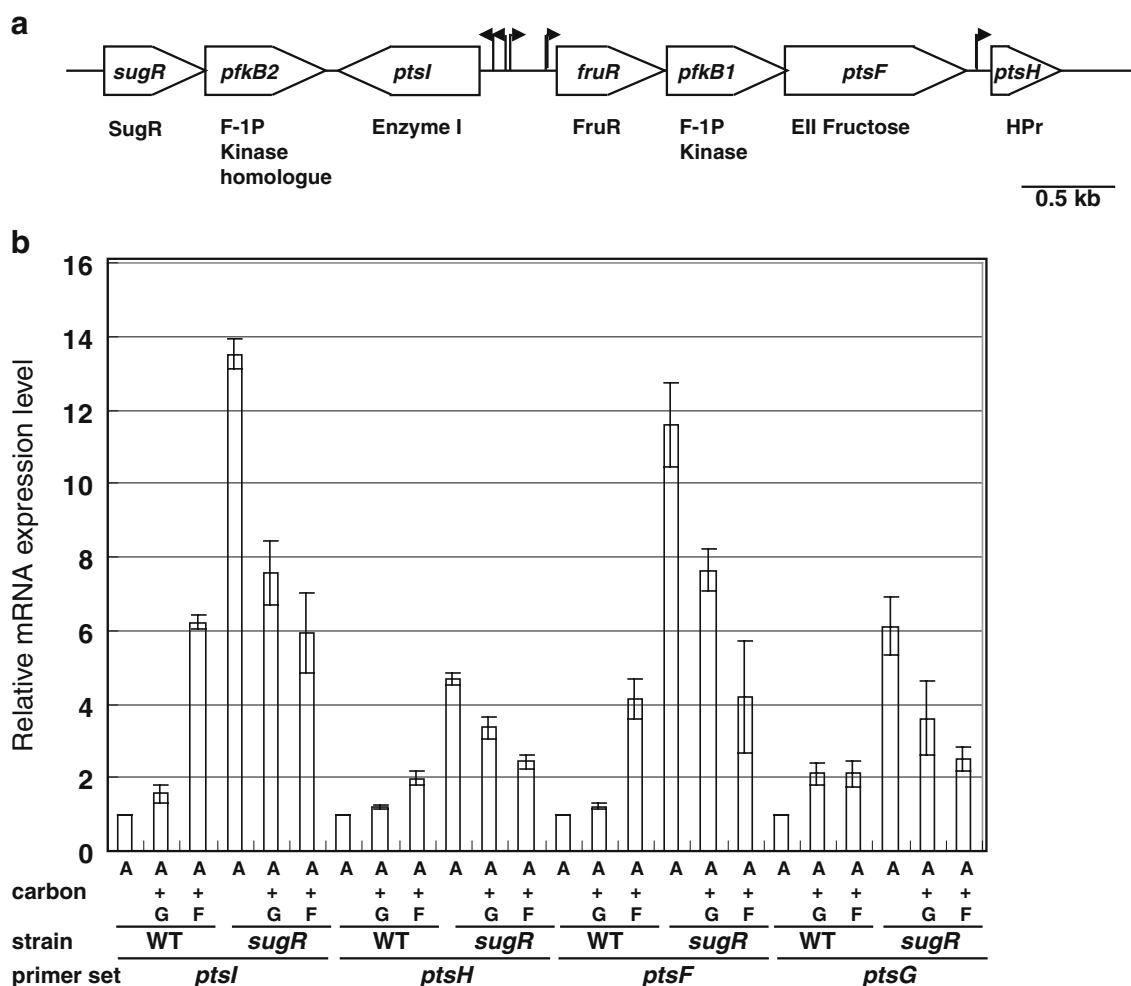 a
sugR pfkB2 ptsI fruR pfkB1 ptsF ptsH
SugR F-1P Enzyme I FruR F-1P EII Fructose HPr
Kinase Kinase
homologue
0.5 kb
b
Relative mRNA expression level
16
14
12
10
8
6
4
2
0
A A A A A A A A A A A A A A A A A A A A A A A A
carbon + + + + + + + + + + + + + + + +
G F G F G F G F G F G F G F G F
strain WT sugR WT sugR WT sugR WT sugR
primer set ptsI ptsH ptsF ptsG